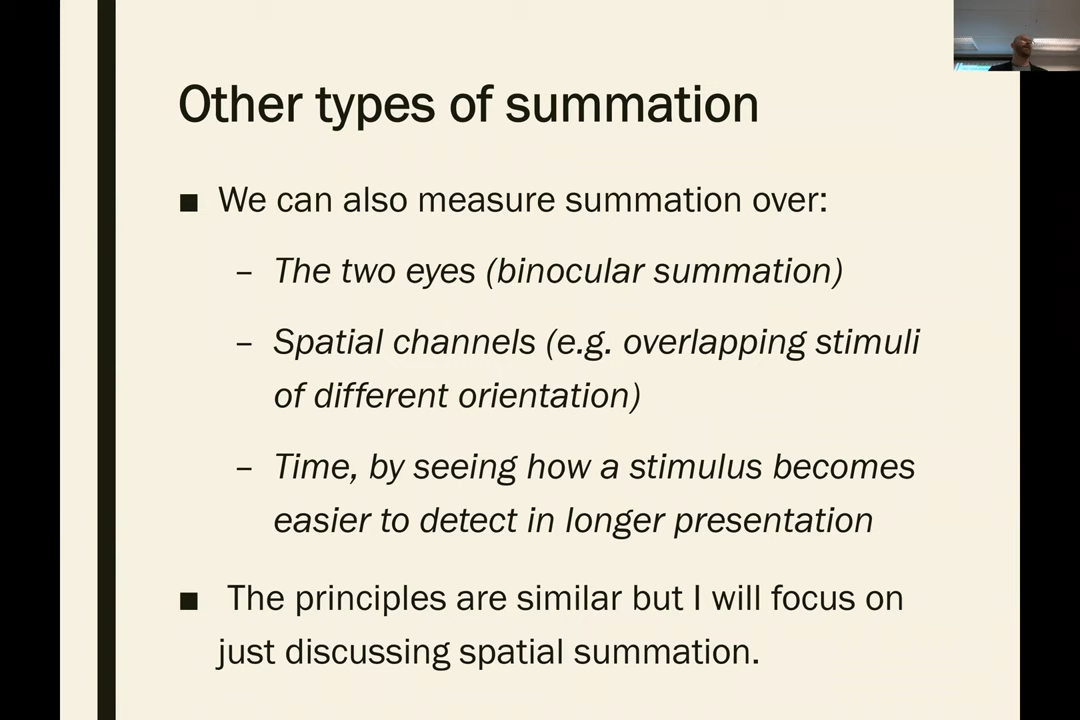 Other types of summation
■ We can also measure summation over:
– The two eyes (binocular summation)
– Spatial channels (e.g. overlapping stimuli
of different orientation)
– Time, by seeing how a stimulus becomes
easier to detect in longer presentation
■ The principles are similar but I will focus on
just discussing spatial summation.